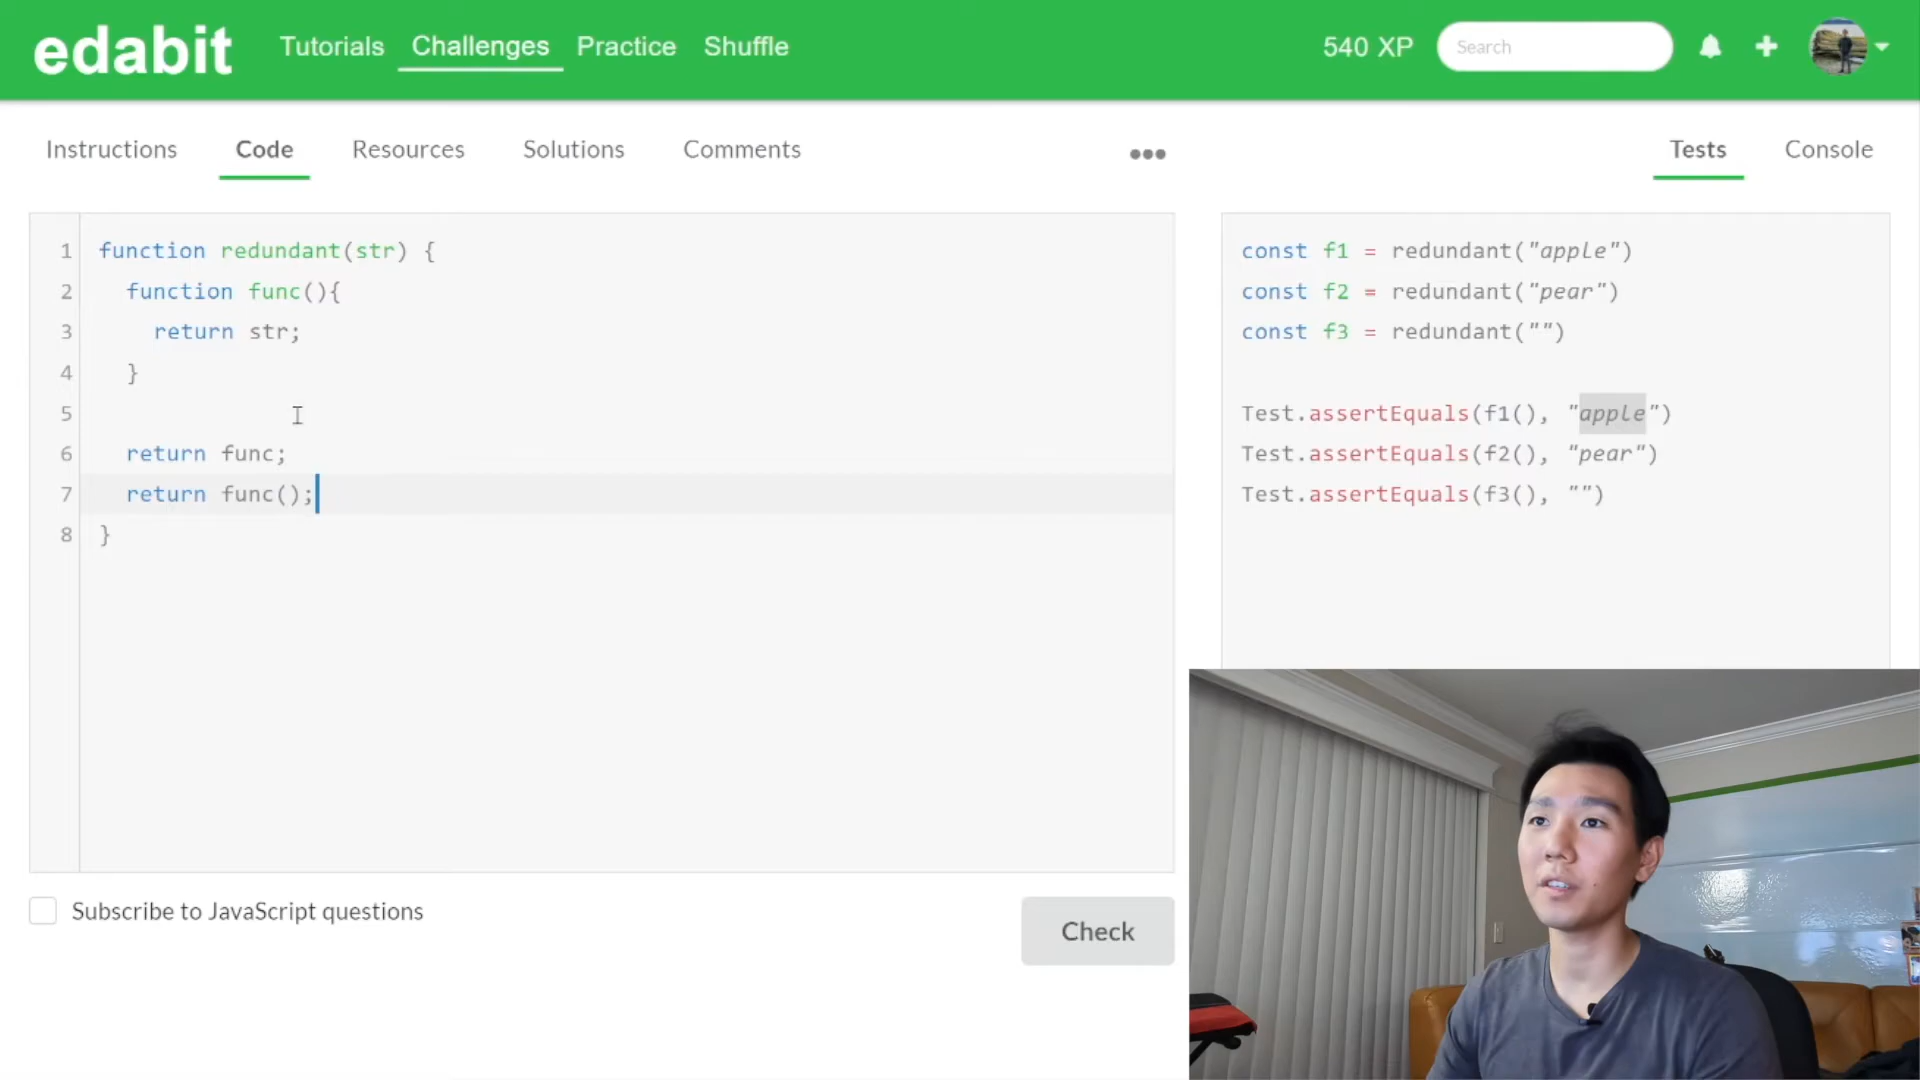 edabit Tutorials Challenges Practice Shuffle 540 XP Search
Instructions Code Resources Solutions Comments ••• Tests Console
1 function redundant(str) {
2 function func(){
3 return str;
4 }
5
6 return func;
7 return func();
8 }
const f1 = redundant("apple")
const f2 = redundant("pear")
const f3 = redundant("")
Test.assertEquals(f1(), "apple")
Test.assertEquals(f2(), "pear")
Test.assertEquals(f3(), "")
Subscribe to JavaScript questions
Check